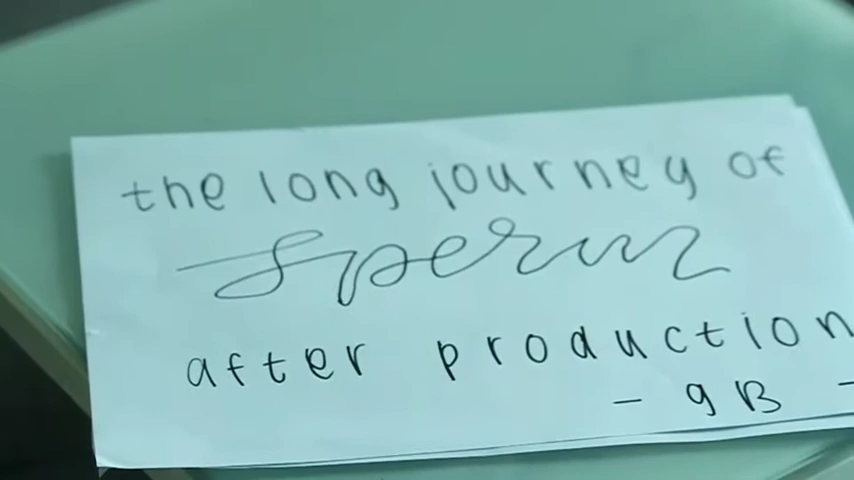 the long journey of
sperm
after production
- 9B -